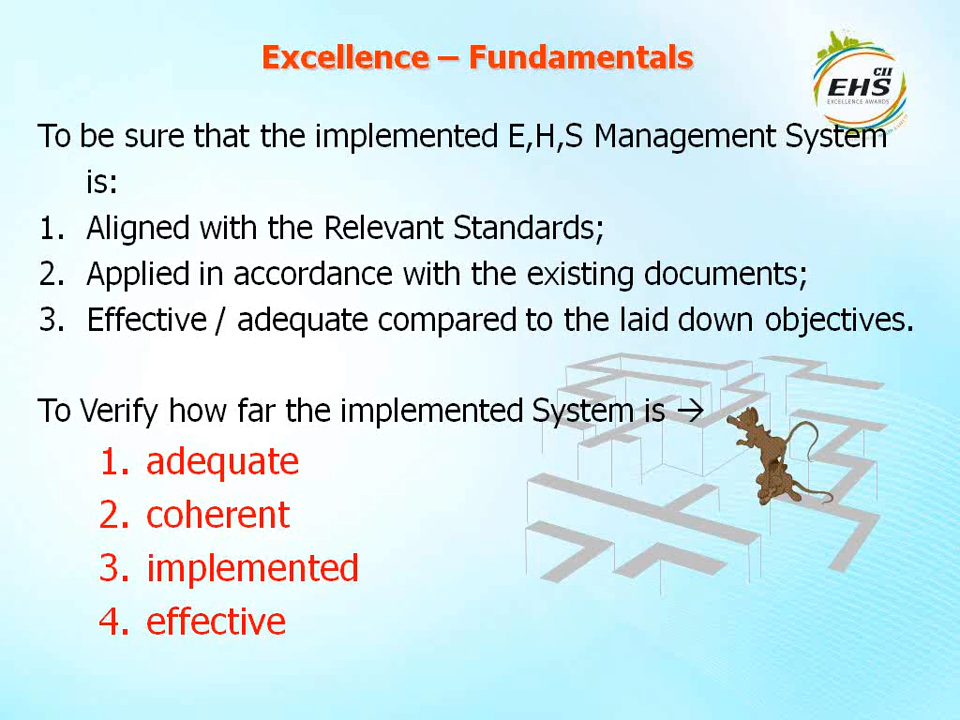 Excellence – Fundamentals
CII
EHS
EXCELLENCE AWARDS
To be sure that the implemented E,H,S Management System
is:
1. Aligned with the Relevant Standards;
2. Applied in accordance with the existing documents;
3. Effective / adequate compared to the laid down objectives.
To Verify how far the implemented System is →
1. adequate
2. coherent
3. implemented
4. effective